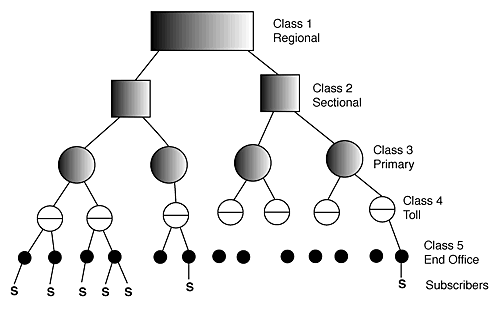 Class 1
Regional
Class 2
Sectional
Class 3
Primary
Class 4
Toll
Class 5
End Office
S S S S S S S Subscribers